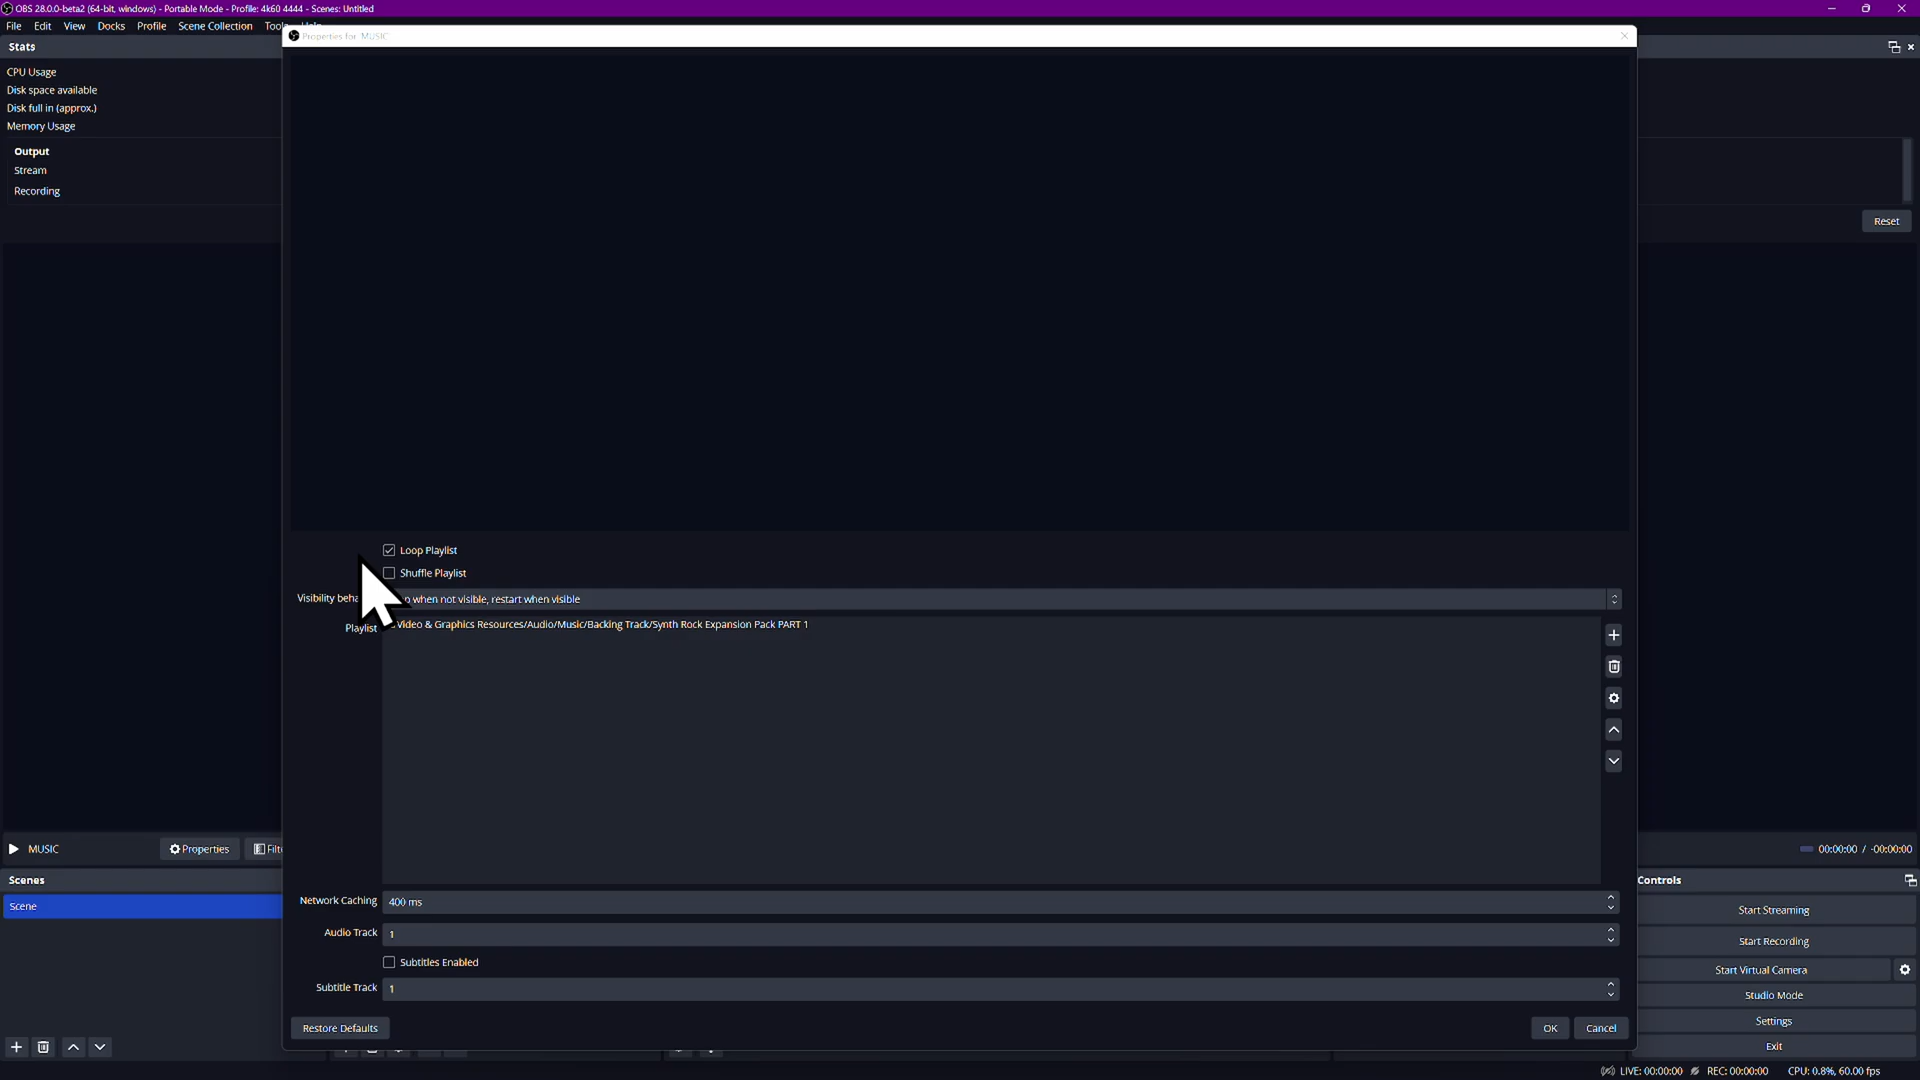 OBS 28.0.0-beta2 (64-bit, windows) - Portable Mode - Profile: 4k60 4444 - Scenes: Untitled
File Edit View Docks Profile Scene Collection
Properties for MUSIC
Stats
CPU Usage
Disk space available
Disk full in (approx.)
Memory Usage
Output
Stream
Recording
Reset
Loop Playlist
Shuffle Playlist
when not visible, restart when visible
Visibility
Playlist
Video & Graphics Resources/Audio/Music/Backing Track/Synth Rock Expansion Pack PART 1
MUSIC
Properties
00:00:00 / -00:00:00
Scenes
Scene
Network Caching 400 ms
Audio Track 1
Subtitles Enabled
Subtitle Track 1
Restore Defaults
OK Cancel
Controls
Start Streaming
Start Recording
Start Virtual Camera
Studio Mode
Settings
Exit
LIVE: 00:00:00 REC: 00:00:00 CPU: 0.8%, 60.00 fps